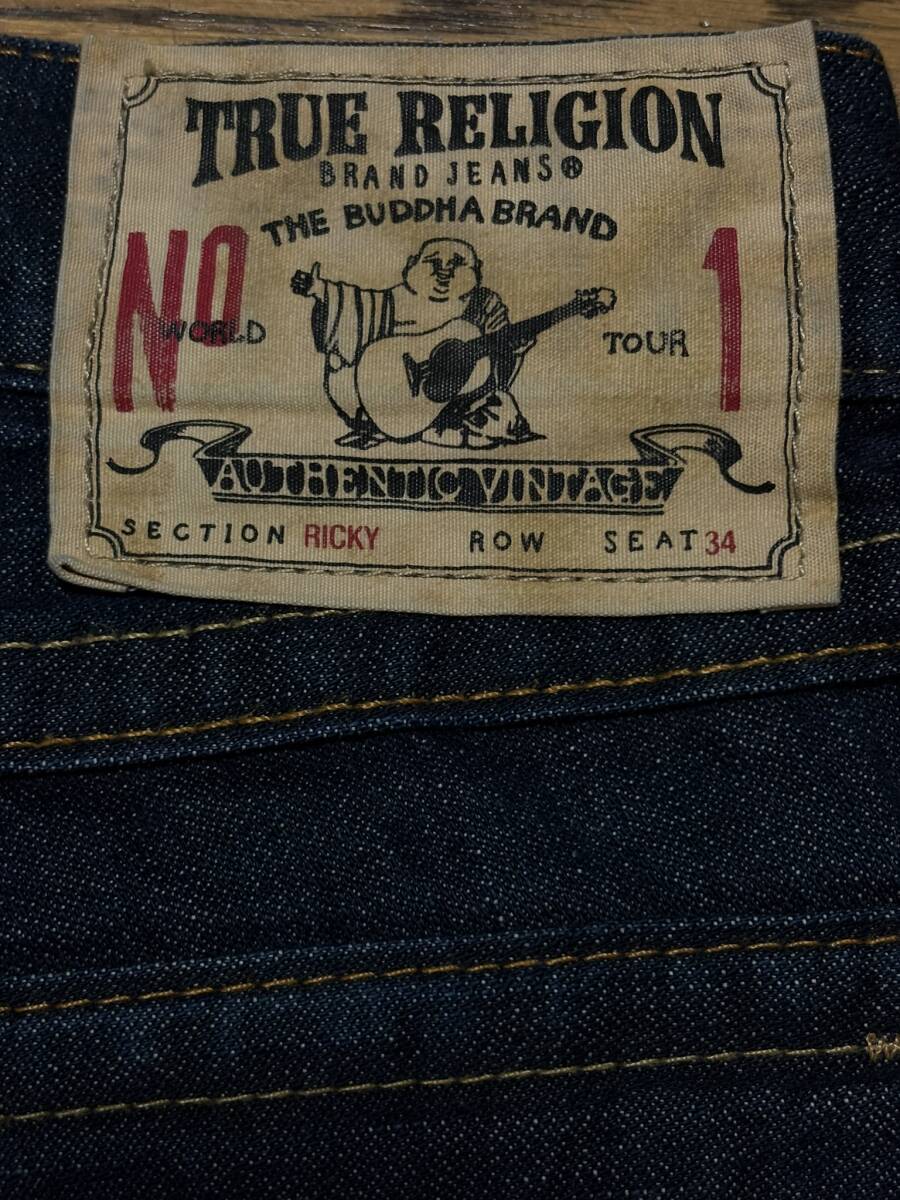 TRUE RELIGION
BRAND JEANS®
THE BUDDHA BRAND
Nº 1
WORLD TOUR
AUTHENTIC VINTAGE
SECTION RICKY ROW SEAT 34